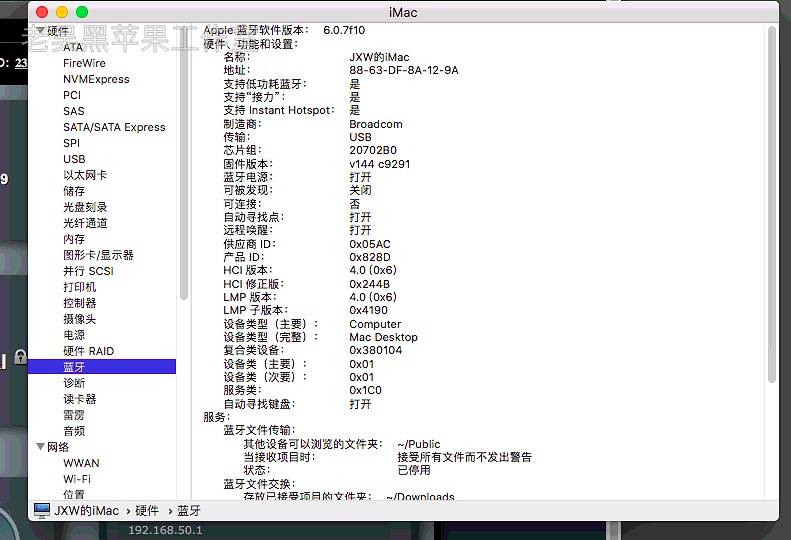 iMac
老吴黑苹果工作室
硬件
ATA
FireWire
NVMExpress
PCI
SAS
SATA/SATA Express
SPI
USB
以太网卡
储存
光盘刻录
光纤通道
内存
图形卡/显示器
并行 SCSI
打印机
控制器
摄像头
电源
硬件 RAID
蓝牙
诊断
读卡器
雷雳
音频
网络
WWAN
Wi-Fi
位置
Apple 蓝牙软件版本： 6.0.7f10
硬件、功能和设置：
名称： JXW的iMac
地址： 88-63-DF-8A-12-9A
支持低功耗蓝牙： 是
支持“接力”： 是
支持 Instant Hotspot： 是
制造商： Broadcom
传输： USB
芯片组： 20702B0
固件版本： v144 c9291
蓝牙电源： 打开
可被发现： 关闭
可连接： 否
自动寻找点： 打开
远程唤醒： 打开
供应商 ID： 0x05AC
产品 ID： 0x828D
HCI 版本： 4.0 (0x6)
HCI 修正版： 0x244B
LMP 版本： 4.0 (0x6)
LMP 子版本： 0x4190
设备类型（主要）： Computer
设备类型（完整）： Mac Desktop
复合类设备： 0x380104
设备类（主要）： 0x01
设备类（次要）： 0x01
服务类： 0x1C0
自动寻找键盘： 打开
服务：
蓝牙文件传输：
其他设备可以浏览的文件夹： ~/Public
当接收项目时： 接受所有文件而不发出警告
状态： 已停用
蓝牙文件交换：
存放已接受项目的文件夹： ~/Downloads
JXW的iMac › 硬件 › 蓝牙
192.168.50.1